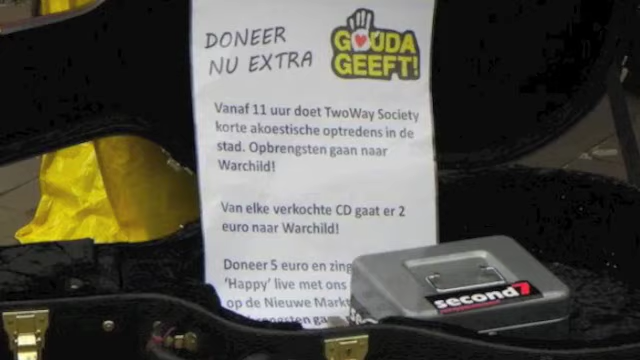 DONEER
NU EXTRA
GOUDA
GEEFT!
Vanaf 11 uur doet TwoWay Society
korte akoestische optredens in de
stad. Opbrengsten gaan naar
Warchild!
Van elke verkochte CD gaat er 2
euro naar Warchild!
Doneer 5 euro en zing
'Happy' live met ons
op de Nieuwe Mark
second7